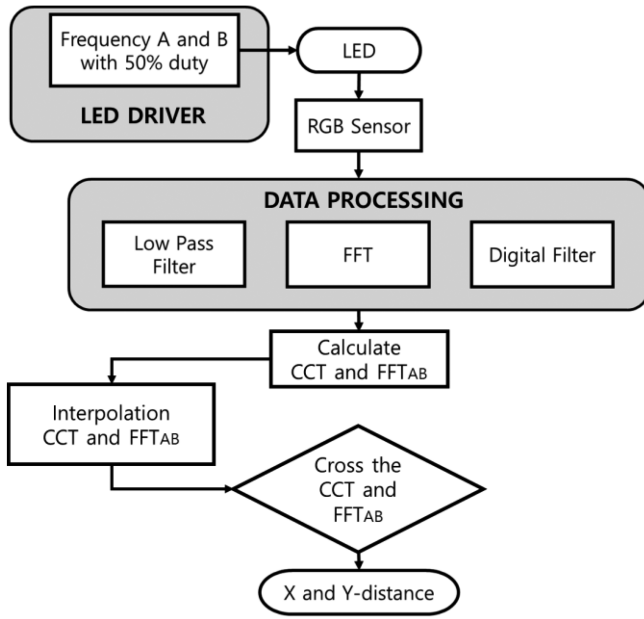 Frequency A and B
with 50% duty
LED DRIVER
LED
RGB Sensor
DATA PROCESSING
Low Pass
Filter
FFT
Digital Filter
Calculate
CCT and FFTAB
Interpolation
CCT and FFTAB
Cross the
CCT and
FFTAB
X and Y-distance